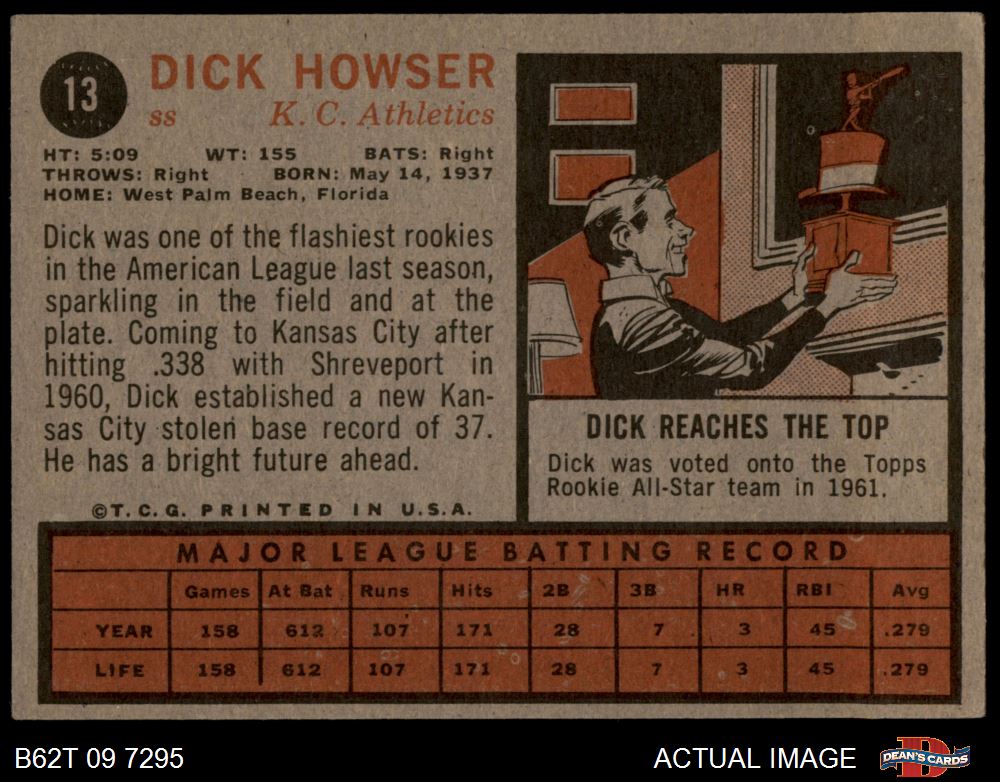 13
DICK HOWSER
ss K. C. Athletics
HT: 5:09 WT: 155 BATS: Right
THROWS: Right BORN: May 14, 1937
HOME: West Palm Beach, Florida
Dick was one of the flashiest rookies
in the American League last season,
sparkling in the field and at the
plate. Coming to Kansas City after
hitting .338 with Shreveport in
1960, Dick established a new Kan-
sas City stolen base record of 37.
He has a bright future ahead.
©T.C.G. PRINTED IN U.S.A.
DICK REACHES THE TOP
Dick was voted onto the Topps
Rookie All-Star team in 1961.
MAJOR LEAGUE BATTING RECORD
Games At Bat Runs Hits 2B 3B HR RBI Avg
YEAR 158 612 107 171 28 7 3 45 .279
LIFE 158 612 107 171 28 7 3 45 .279
B62T 09 7295
ACTUAL IMAGE
D
DEAN'S CARDS